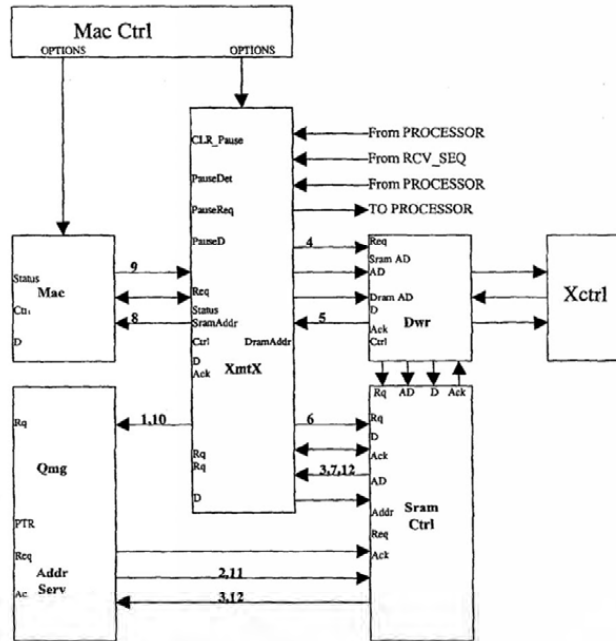 Mac Ctrl
OPTIONS OPTIONS
CLR_Pause
From PROCESSOR
From RCV_SEQ
PauseDet
From PROCESSOR
PauseReq
TO PROCESSOR
PauseD
4
Req
Sram AD
AD
9
Status
Mac
Req
Dram AD
Xctrl
Status
D
Dwr
8
SramAddr
5
Ack
D
Ctrl
DramAddr
Ctrl
D
XmtX
Ack
Rq AD D Ack
Rq
1,10
6
Rq
D
Qmg
Rq
Ack
Rq
3,7,12
AD
D
Sram
Ctrl
Addr
PTR
Req
Req
Ack
Addr
Serv
2,11
3,12